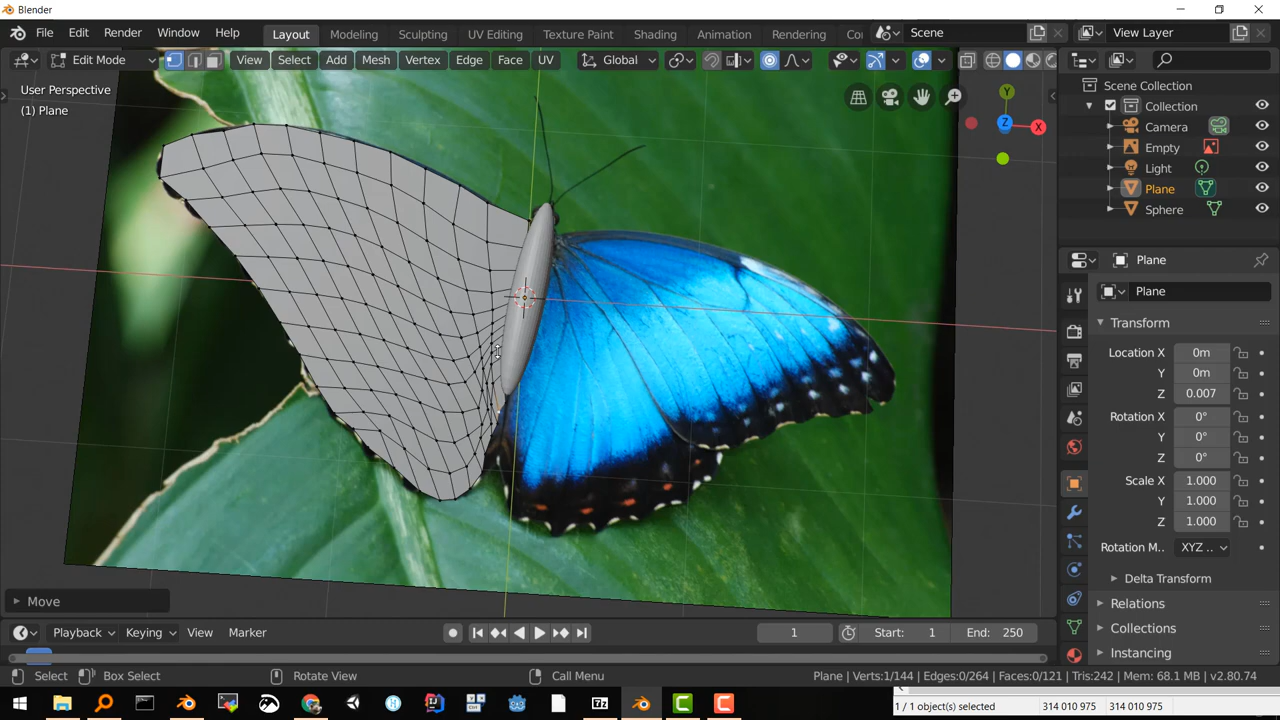 Blender
File Edit Render Window Help Layout Modeling Sculpting UV Editing Texture Paint Shading Animation Rendering Co Scene View Layer
Edit Mode View Select Add Mesh Vertex Edge Face UV Global
User Perspective
(1) Plane
Y
Z
X
Scene Collection
Collection
Camera
Empty
Light
Plane
Sphere
Plane
Plane
Transform
Location X 0m
Y 0m
Z 0.007
Rotation X 0°
Y 0°
Z 0°
Scale X 1.000
Y 1.000
Z 1.000
Rotation M.. XYZ ..
Delta Transform
Relations
Collections
Instancing
Move
Playback Keying View Marker 1 Start: 1 End: 250
Select Box Select Rotate View Call Menu Plane | Verts:1/144 | Edges:0/264 | Faces:0/121 | Tris:242 | Mem: 68.1 MB | v2.80.74
1 / 1 object(s) selected 314 010 975 314 010 975